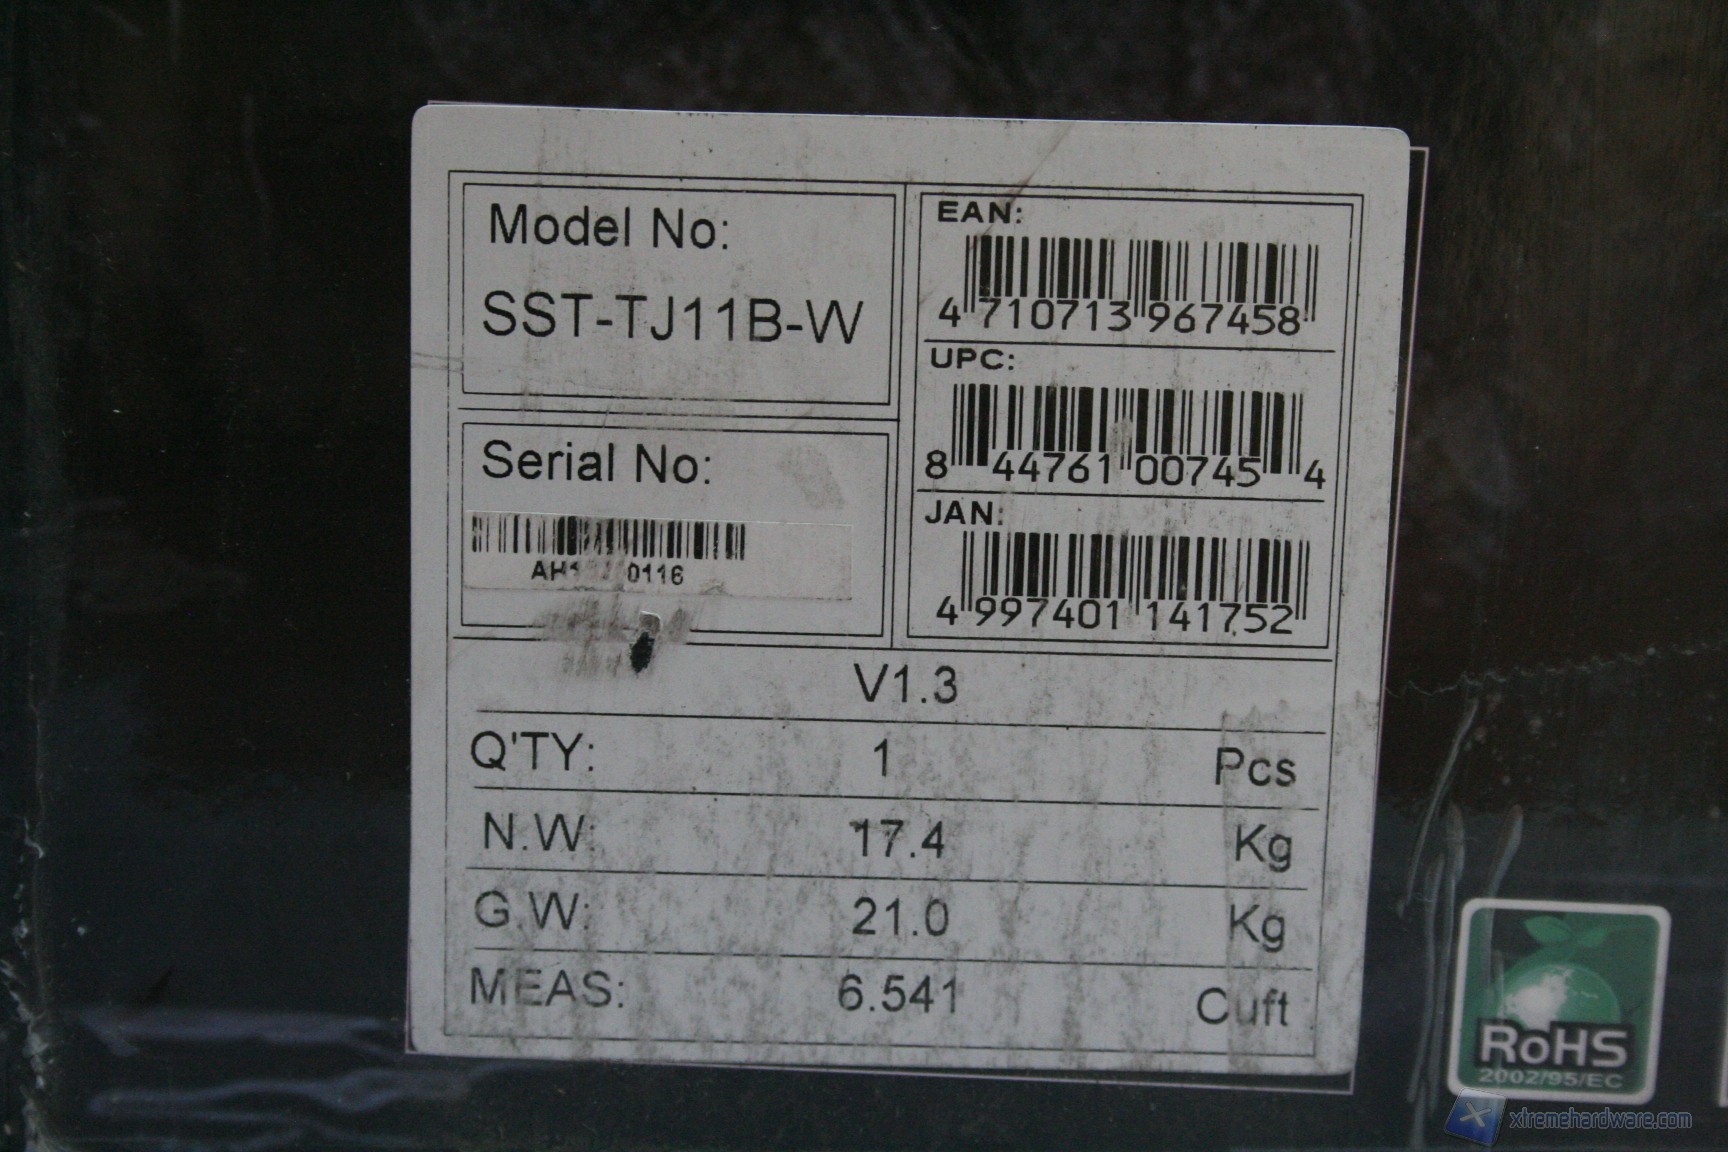 Model No:
SST-TJ11B-W
Serial No:
EAN:
4 710713 967458
UPC:
8 44761 00745 4
JAN:
4 997401 141752
V1.3
Q'TY: 1 Pcs
N.W: 17.4 Kg
G.W: 21.0 Kg
MEAS: 6.541 Cuft
RoHS
2002/95/EC
xtremehardware.com